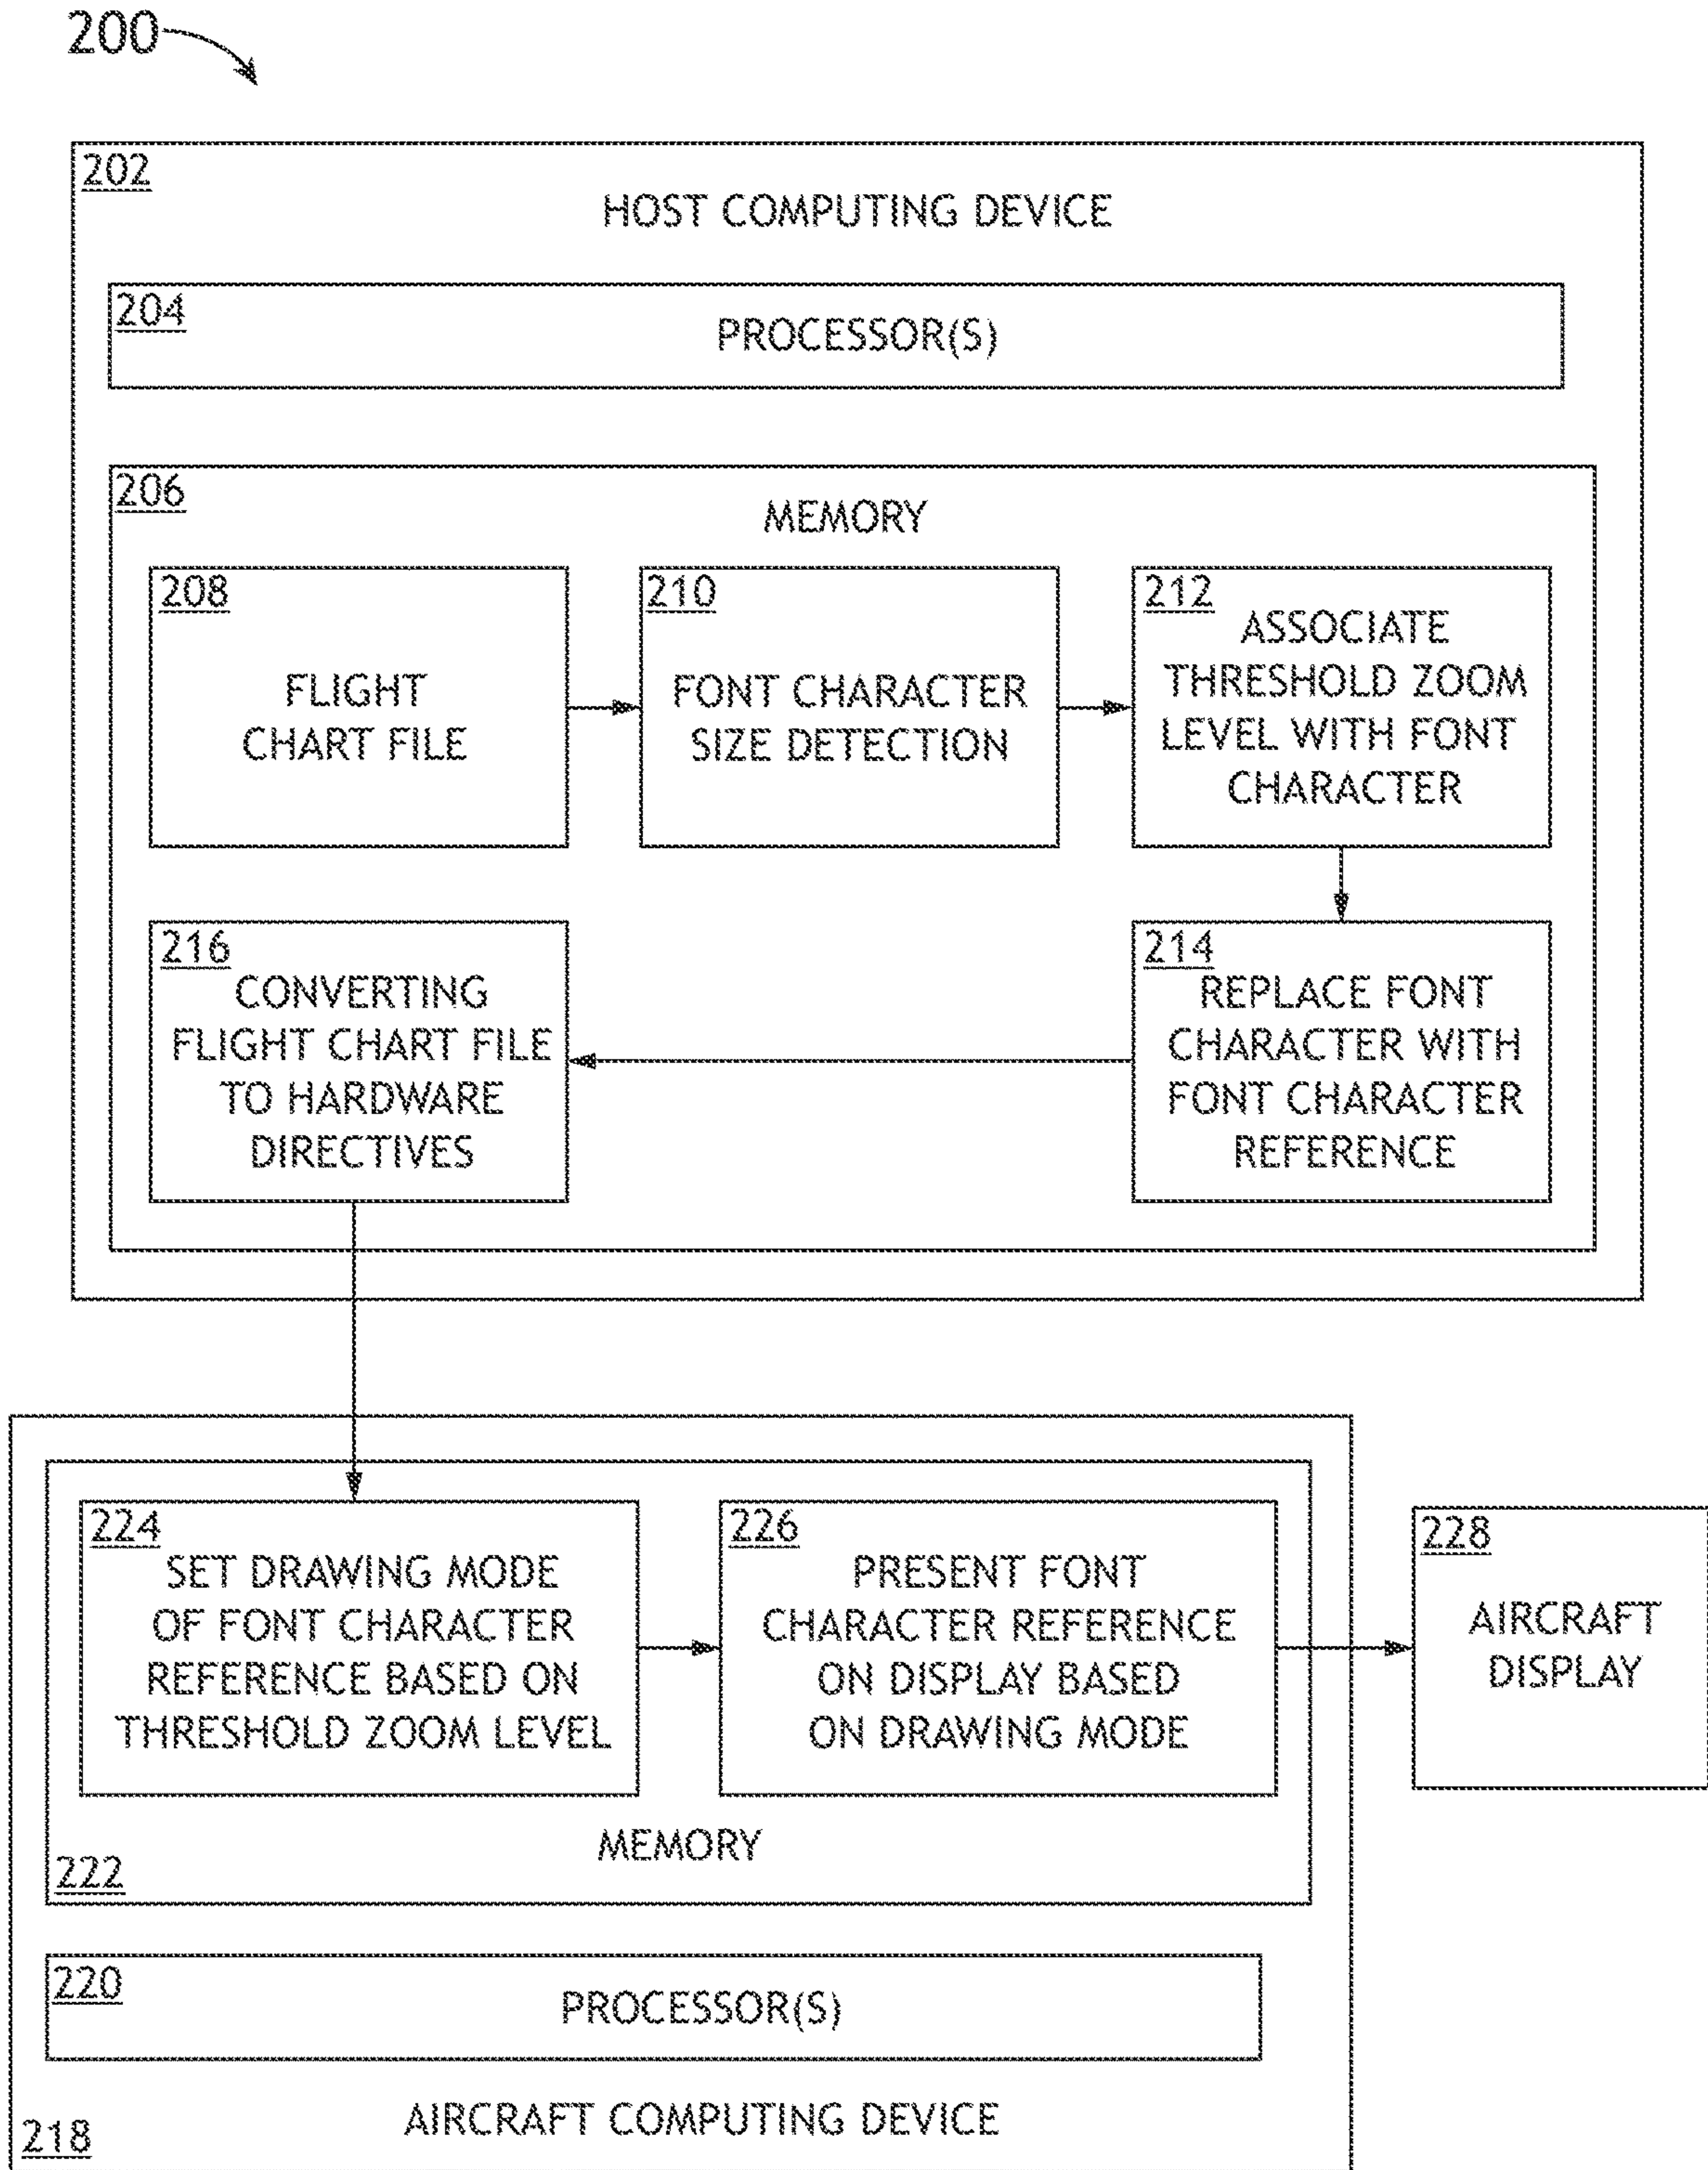 200
202
HOST COMPUTING DEVICE
204
PROCESSOR(S)
206
MEMORY
208
FLIGHT
CHART FILE
210
FONT CHARACTER
SIZE DETECTION
212
ASSOCIATE
THRESHOLD ZOOM
LEVEL WITH FONT
CHARACTER
216
CONVERTING
FLIGHT CHART FILE
TO HARDWARE
DIRECTIVES
214
REPLACE FONT
CHARACTER WITH
FONT CHARACTER
REFERENCE
224
SET DRAWING MODE
OF FONT CHARACTER
REFERENCE BASED ON
THRESHOLD ZOOM LEVEL
226
PRESENT FONT
CHARACTER REFERENCE
ON DISPLAY BASED
ON DRAWING MODE
228
AIRCRAFT
DISPLAY
MEMORY
222
220
PROCESSOR(S)
AIRCRAFT COMPUTING DEVICE
218